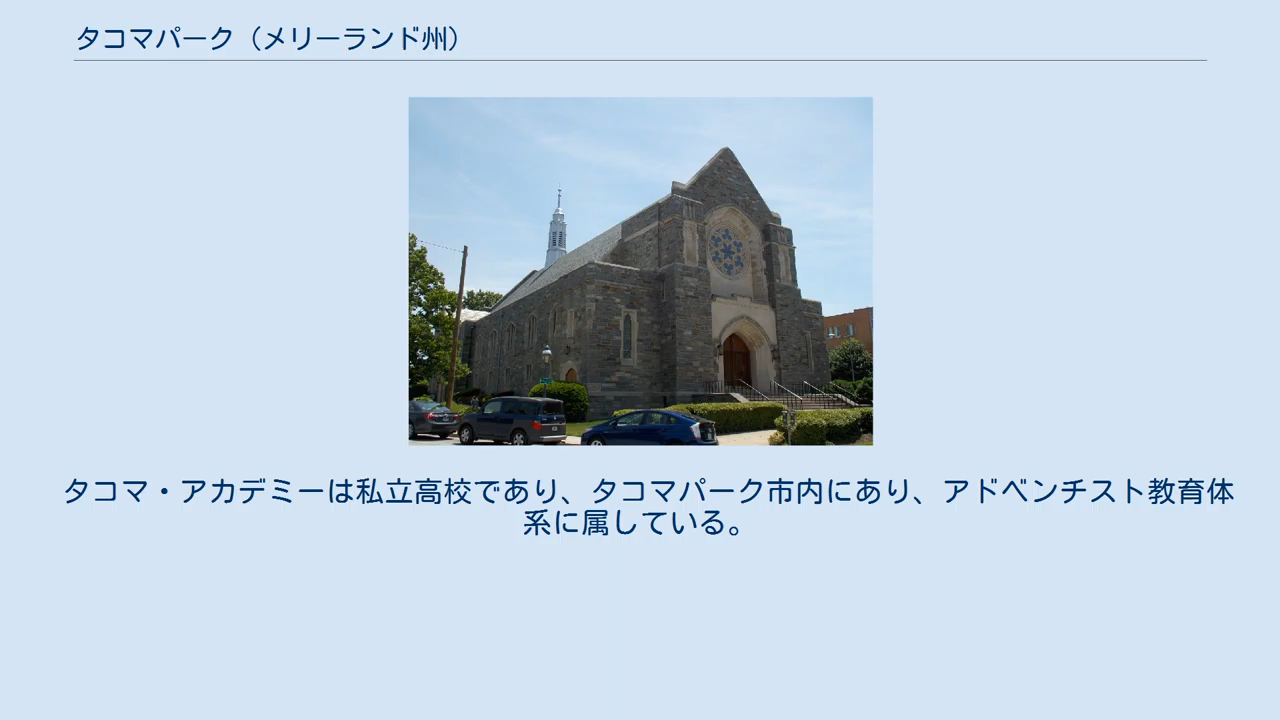 タコマパーク（メリーランド州）
タコマ・アカデミーは私立高校であり、タコマパーク市内にあり、アドベンチスト教育体
系に属している。